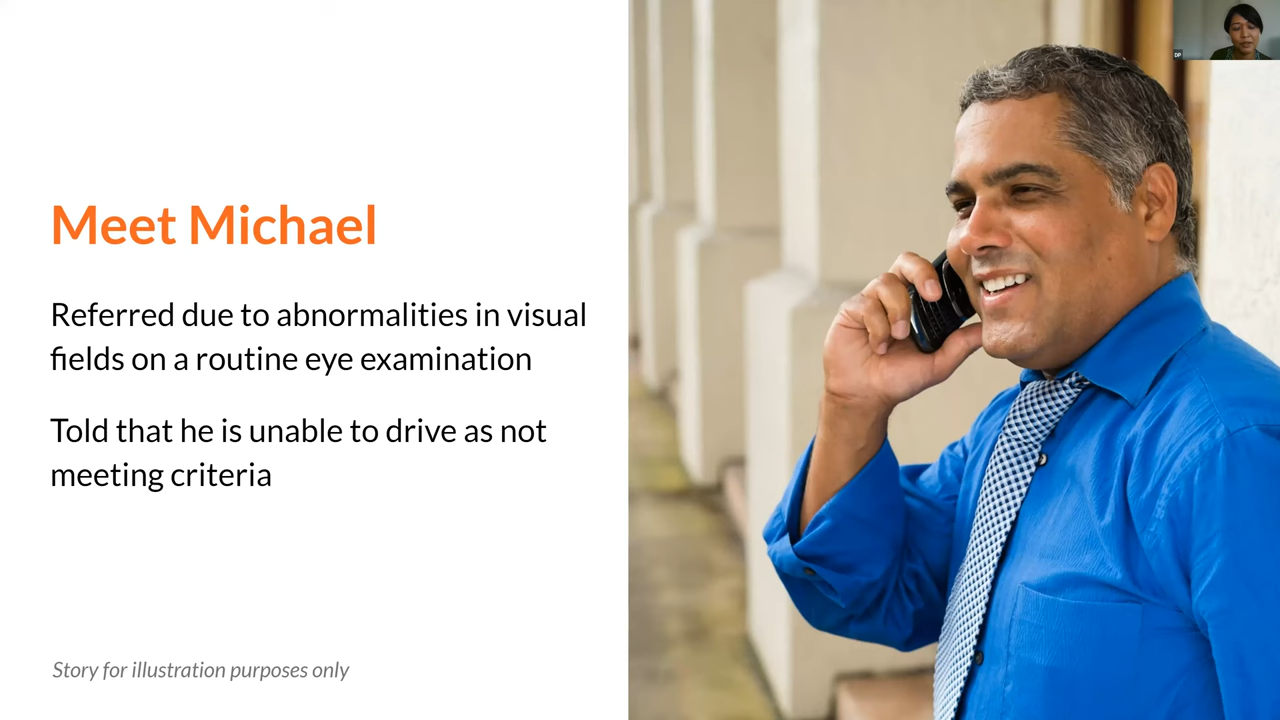 Meet Michael
Referred due to abnormalities in visual
fields on a routine eye examination
Told that he is unable to drive as not
meeting criteria
Story for illustration purposes only
DP